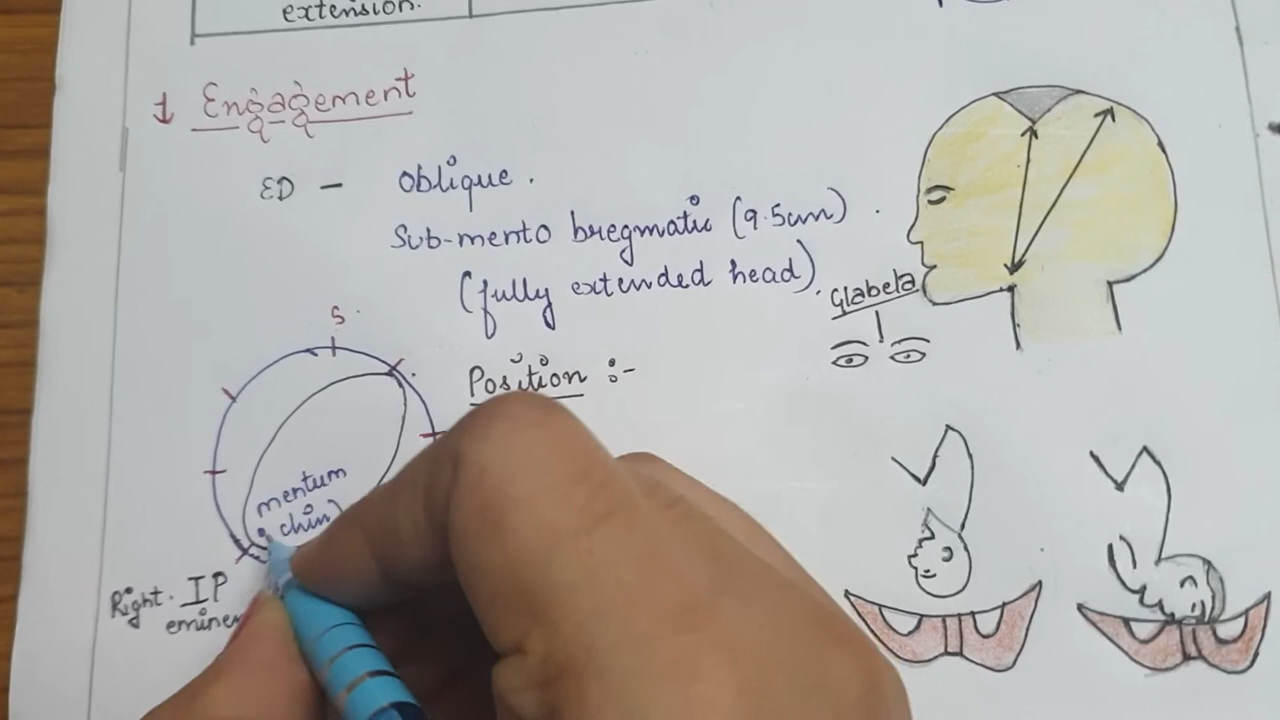 extension.
1 Engagement
ED - oblique.
Sub-mento bregmatic (9.5cm).
(fully extended head).
Glabela
S.
Position :-
mentum
chin)
Right. IP